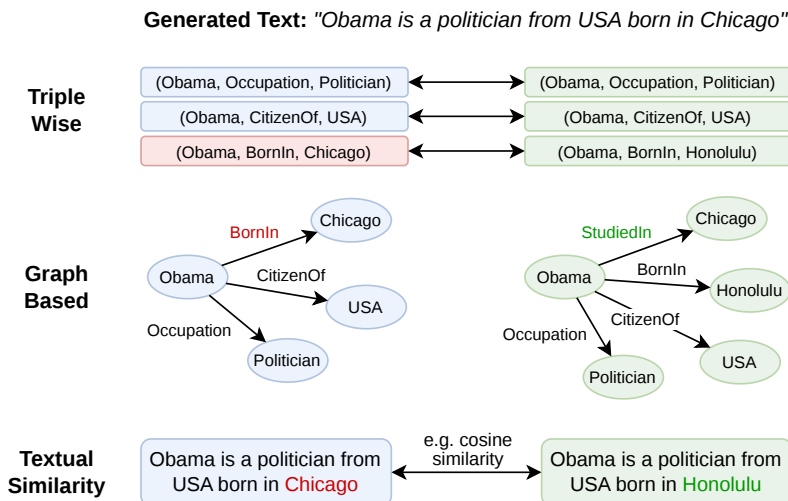 Generated Text: "Obama is a politician from USA born in Chicago"
Triple
Wise
(Obama, Occupation, Politician)
(Obama, Occupation, Politician)
(Obama, CitizenOf, USA)
(Obama, CitizenOf, USA)
(Obama, BornIn, Chicago)
(Obama, BornIn, Honolulu)
Graph
Based
Chicago
BornIn
Obama
CitizenOf
USA
Occupation
Politician
Chicago
StudiedIn
Obama
BornIn
Honolulu
CitizenOf
Occupation
USA
Politician
Textual
Similarity
Obama is a politician from
USA born in Chicago
e.g. cosine
similarity
Obama is a politician from
USA born in Honolulu